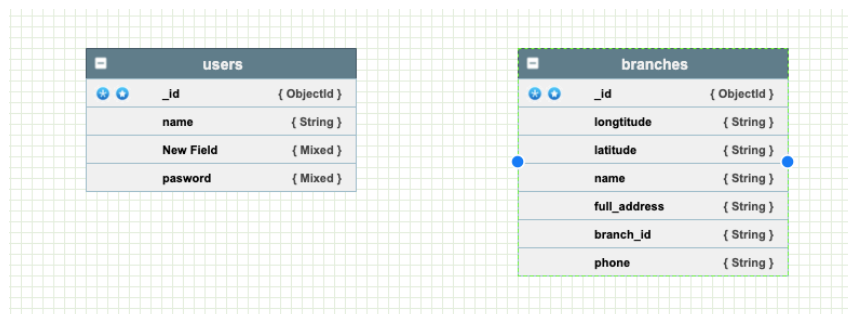 users
_id { ObjectId }
name { String }
New Field { Mixed }
pasword { Mixed }
branches
_id { ObjectId }
longtitude { String }
latitude { String }
name { String }
full_address { String }
branch_id { String }
phone { String }